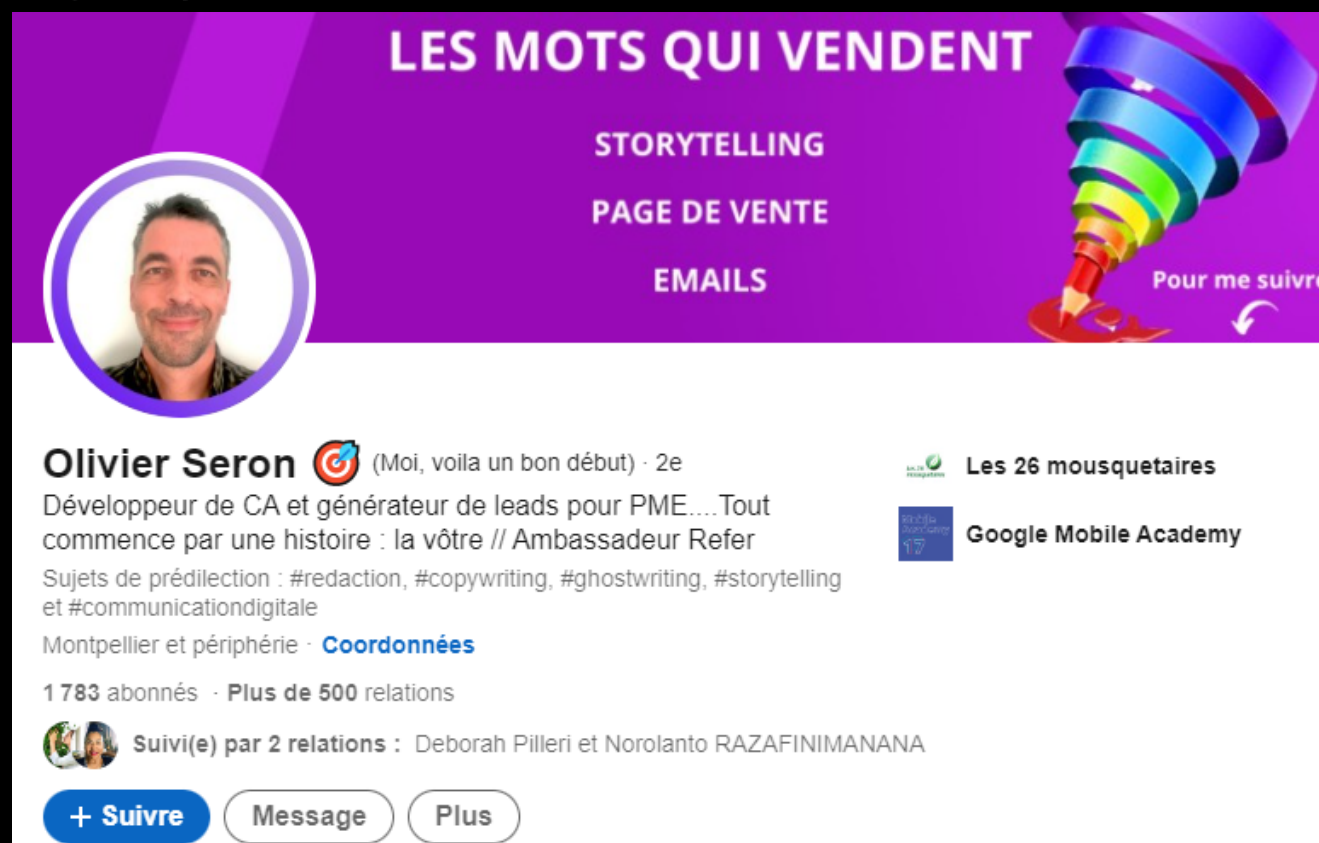 LES MOTS QUI VENDENT
STORYTELLING
PAGE DE VENTE
EMAILS
Pour me suivre
Olivier Seron (Moi, voila un bon début) · 2e
Développeur de CA et générateur de leads pour PME....Tout
commence par une histoire : la vôtre // Ambassadeur Refer
Sujets de prédilection : #redaction, #copywriting, #ghostwriting, #storytelling
et #communicationdigitale
Montpellier et périphérie · Coordonnées
1 783 abonnés · Plus de 500 relations
Suivi(e) par 2 relations : Deborah Pilleri et Norolanto RAZAFINIMANANA
+ Suivre
Message
Plus
Les 26 mousquetaires
Mobile
Academy
17
Google Mobile Academy